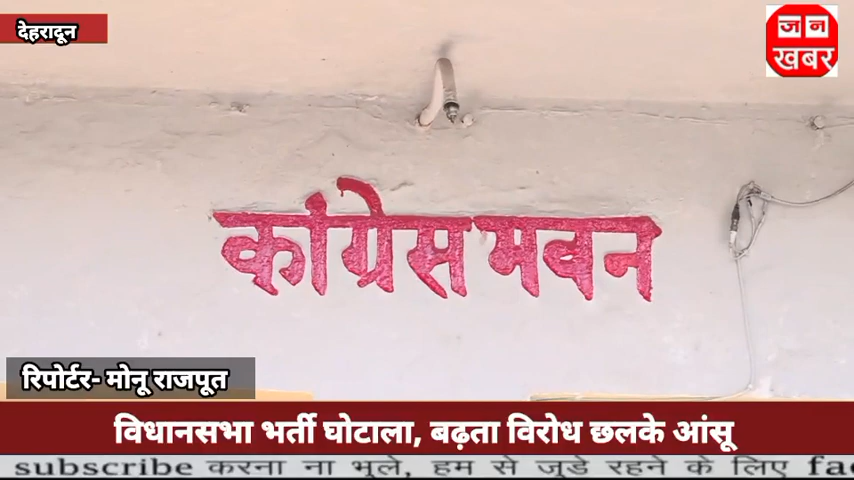 देहरादून
जन
खबर
कांग्रेस भवन
रिपोर्टर- मोनू राजपूत
विधानसभा भर्ती घोटाला, बढ़ता विरोध छलके आंसू
subscribe करना ना भूले, हम से जुडे रहने के लिए